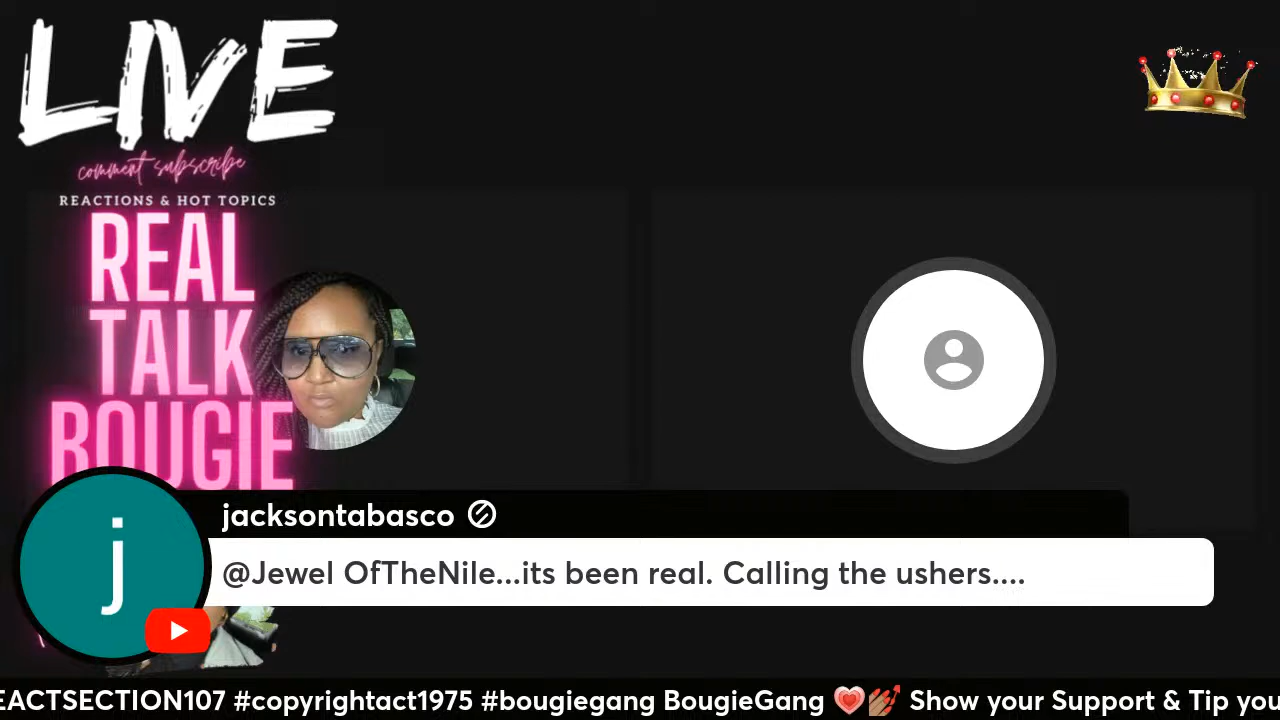 LIVE
comment subscribe
REACTIONS & HOT TOPICS
REAL
TALK
BOUGIE
j
jacksontabasco
@Jewel OfTheNile...its been real. Calling the ushers....
EACTSECTION107 #copyrightact1975 #bougiegang BougieGang 💗💅🏾 Show your Support & Tip you